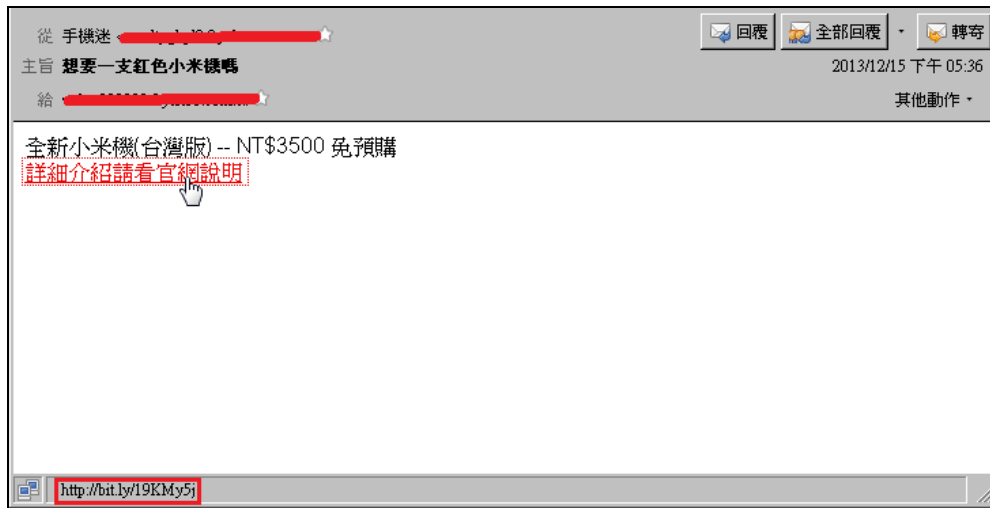 從 手機迷
回覆 全部回覆 轉寄
主旨 想要一支紅色小米機嗎
2013/12/15 下午 05:36
給
其他動作
全新小米機(台灣版) -- NT$3500 免預購
詳細介紹請看官網說明
http://bit.ly/19KMy5j